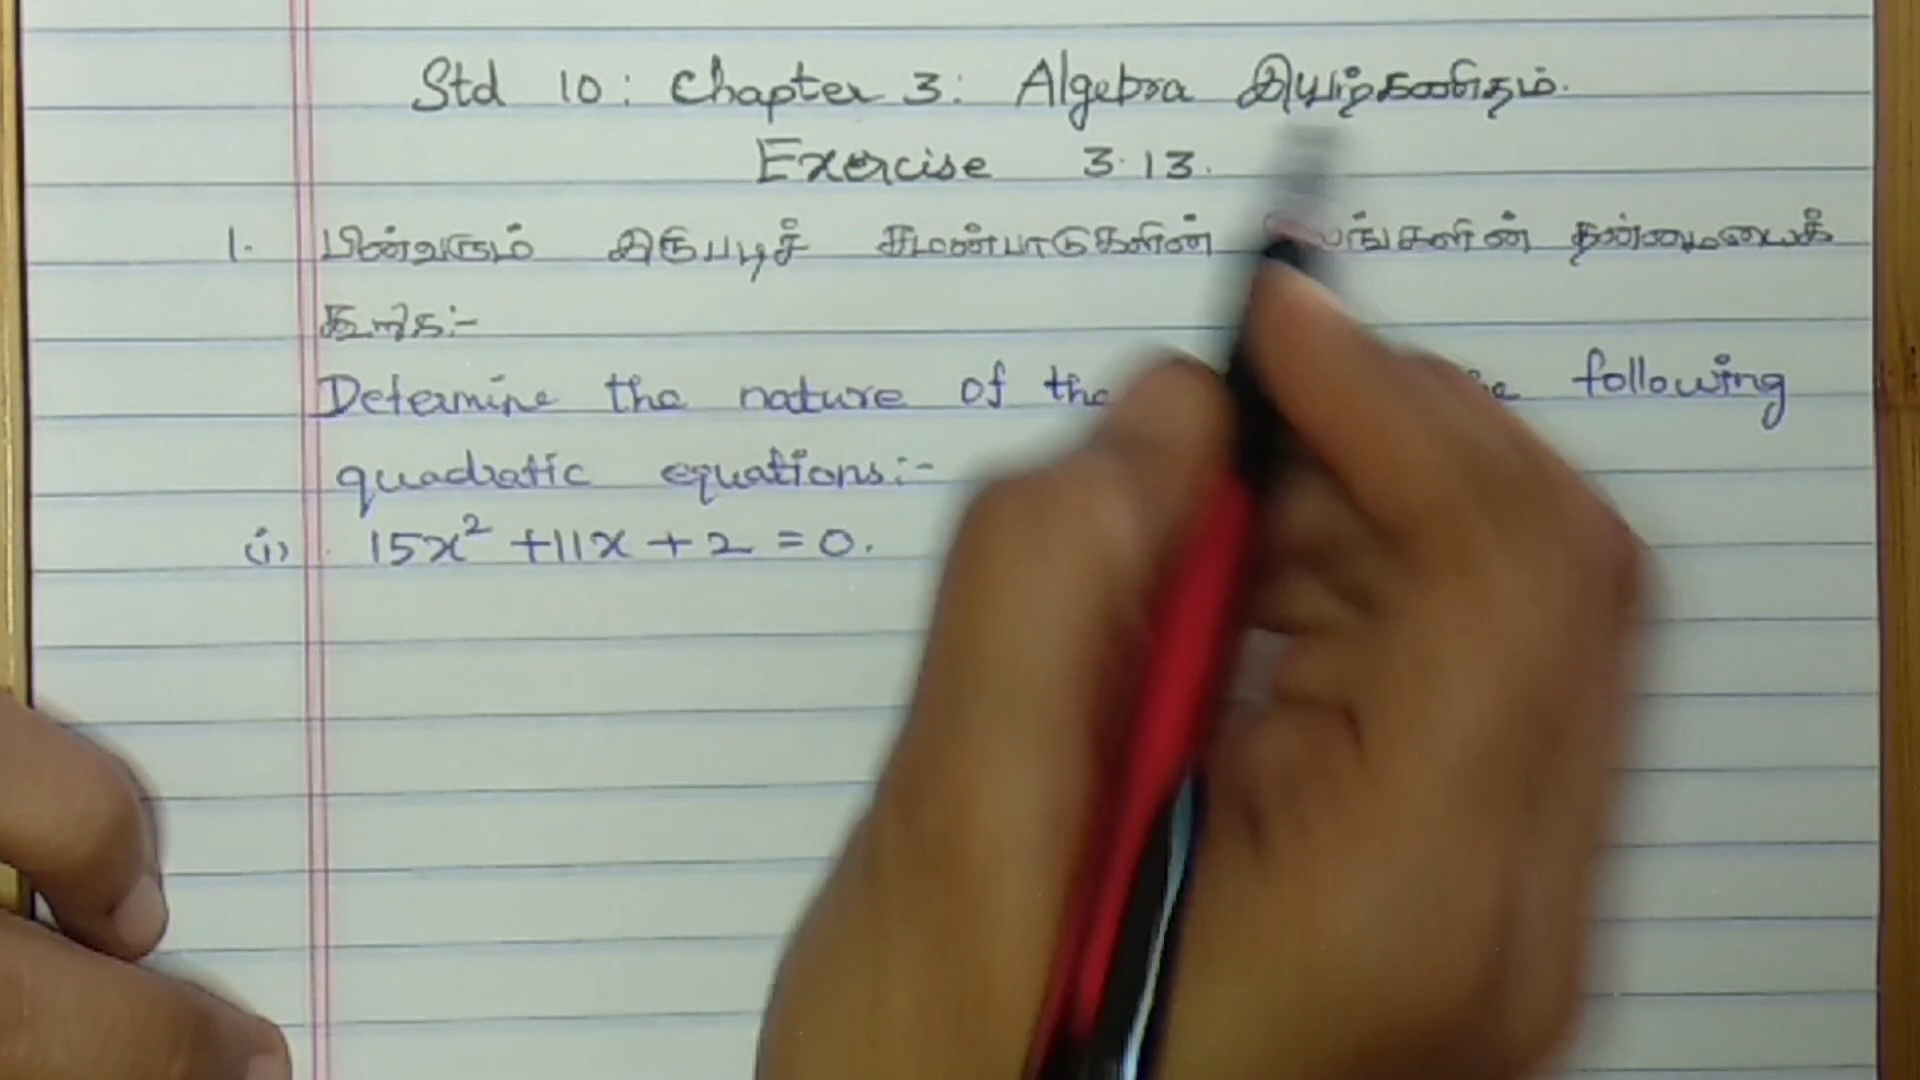 Std 10: Chapter 3: Algebra இயற்கணிதம்.
Exercise 3.13.
1. பின்வரும் இருபடிச் சமன்பாடுகளின் தன்மையைக்
கூறுக:-
Determine the nature of the following
quadratic equations:-
(i) 15x² +11x + 2 = 0.